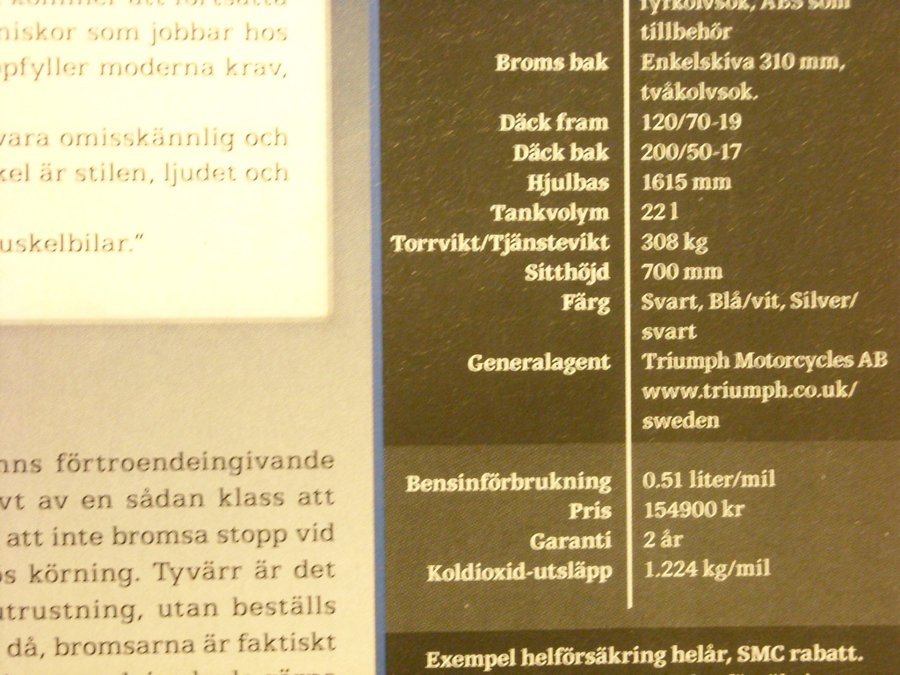 att fortsätta
niskor som jobbar hos
pfyller moderna krav,
vara omisskännlig och
kel är stilen, ljudet och
uskelbilar.”
nns förtroendeingivande
vt av en sådan klass att
att inte bromsa stopp vid
s körning. Tyvärr är det
utrustning, utan beställs
då, bromsarna är faktiskt
fyrkolvsok, ABS som
tillbehör
Broms bak Enkelskiva 310 mm,
tvåkolvsok.
Däck fram 120/70-19
Däck bak 200/50-17
Hjulbas 1615 mm
Tankvolym 22 l
Torrvikt/Tjänstevikt 308 kg
Sitthöjd 700 mm
Färg Svart, Blå/vit, Silver/
svart
Generalagent Triumph Motorcycles AB
www.triumph.co.uk/
sweden
Bensinförbrukning 0.51 liter/mil
Pris 154900 kr
Garanti 2 år
Koldioxid-utsläpp 1.224 kg/mil
Exempel helförsäkring helår, SMC rabatt.